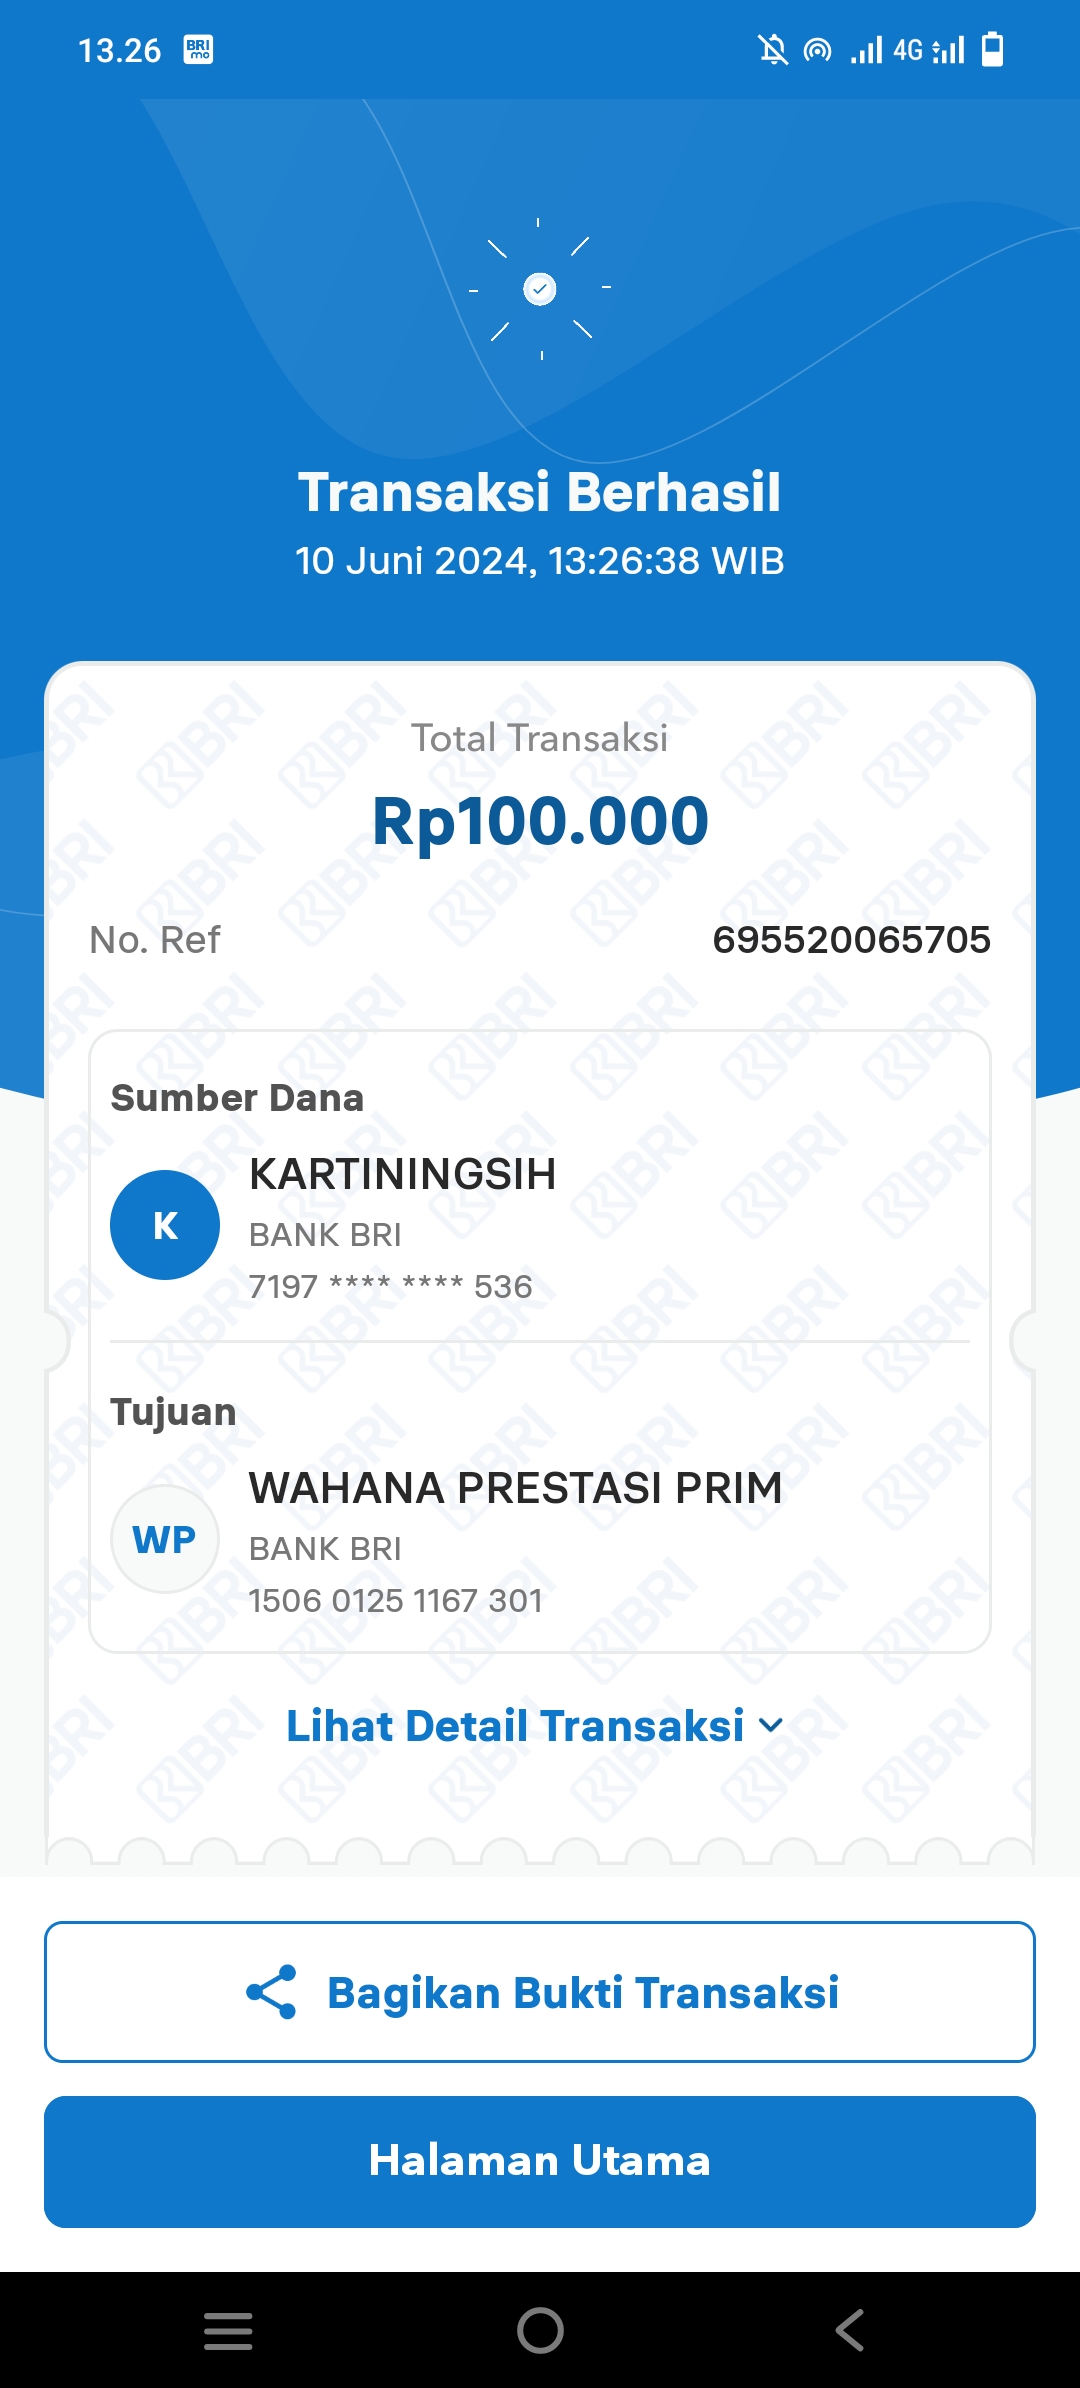 13.26 BRI mo 4G
Transaksi Berhasil
10 Juni 2024, 13:26:38 WIB
Total Transaksi
Rp100.000
No. Ref 695520065705
Sumber Dana
K
KARTININGSIH
BANK BRI
7197 **** **** 536
Tujuan
WP
WAHANA PRESTASI PRIM
BANK BRI
1506 0125 1167 301
Lihat Detail Transaksi
Bagikan Bukti Transaksi
Halaman Utama